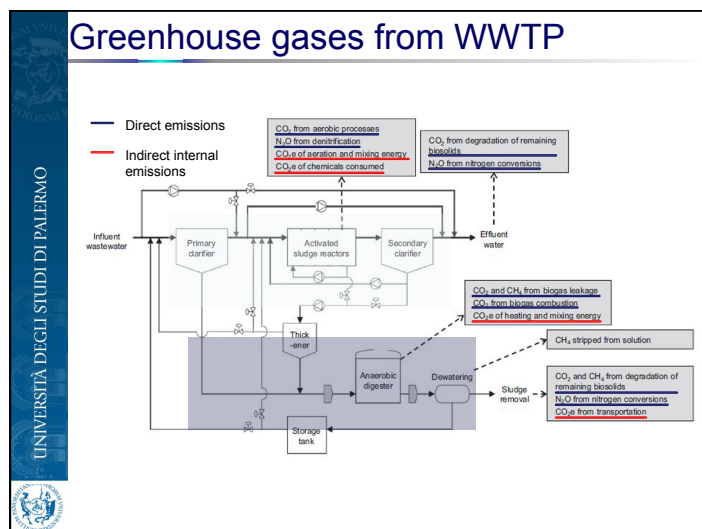 Greenhouse gases from WWTP
UNIVERSITÀ DEGLI STUDI DI PALERMO
Direct emissions
Indirect internal
emissions
CO₂ from aerobic processes
N₂O from denitrification
CO₂e of aeration and mixing energy
CO₂e of chemicals consumed
CO₂ from degradation of remaining
biosolids
N₂O from nitrogen conversions
Influent
wastewater
Primary
clarifier
Activated
sludge reactors
Secondary
clarifier
Effluent
water
CO₂ and CH₄ from biogas leakage
CO₂ from biogas combustion
CO₂e of heating and mixing energy
Thick
-ener
CH₄ stripped from solution
Anaerobic
digester
Dewatering
Sludge
removal
CO₂ and CH₄ from degradation of
remaining biosolids
N₂O from nitrogen conversions
CO₂e from transportation
Storage
tank